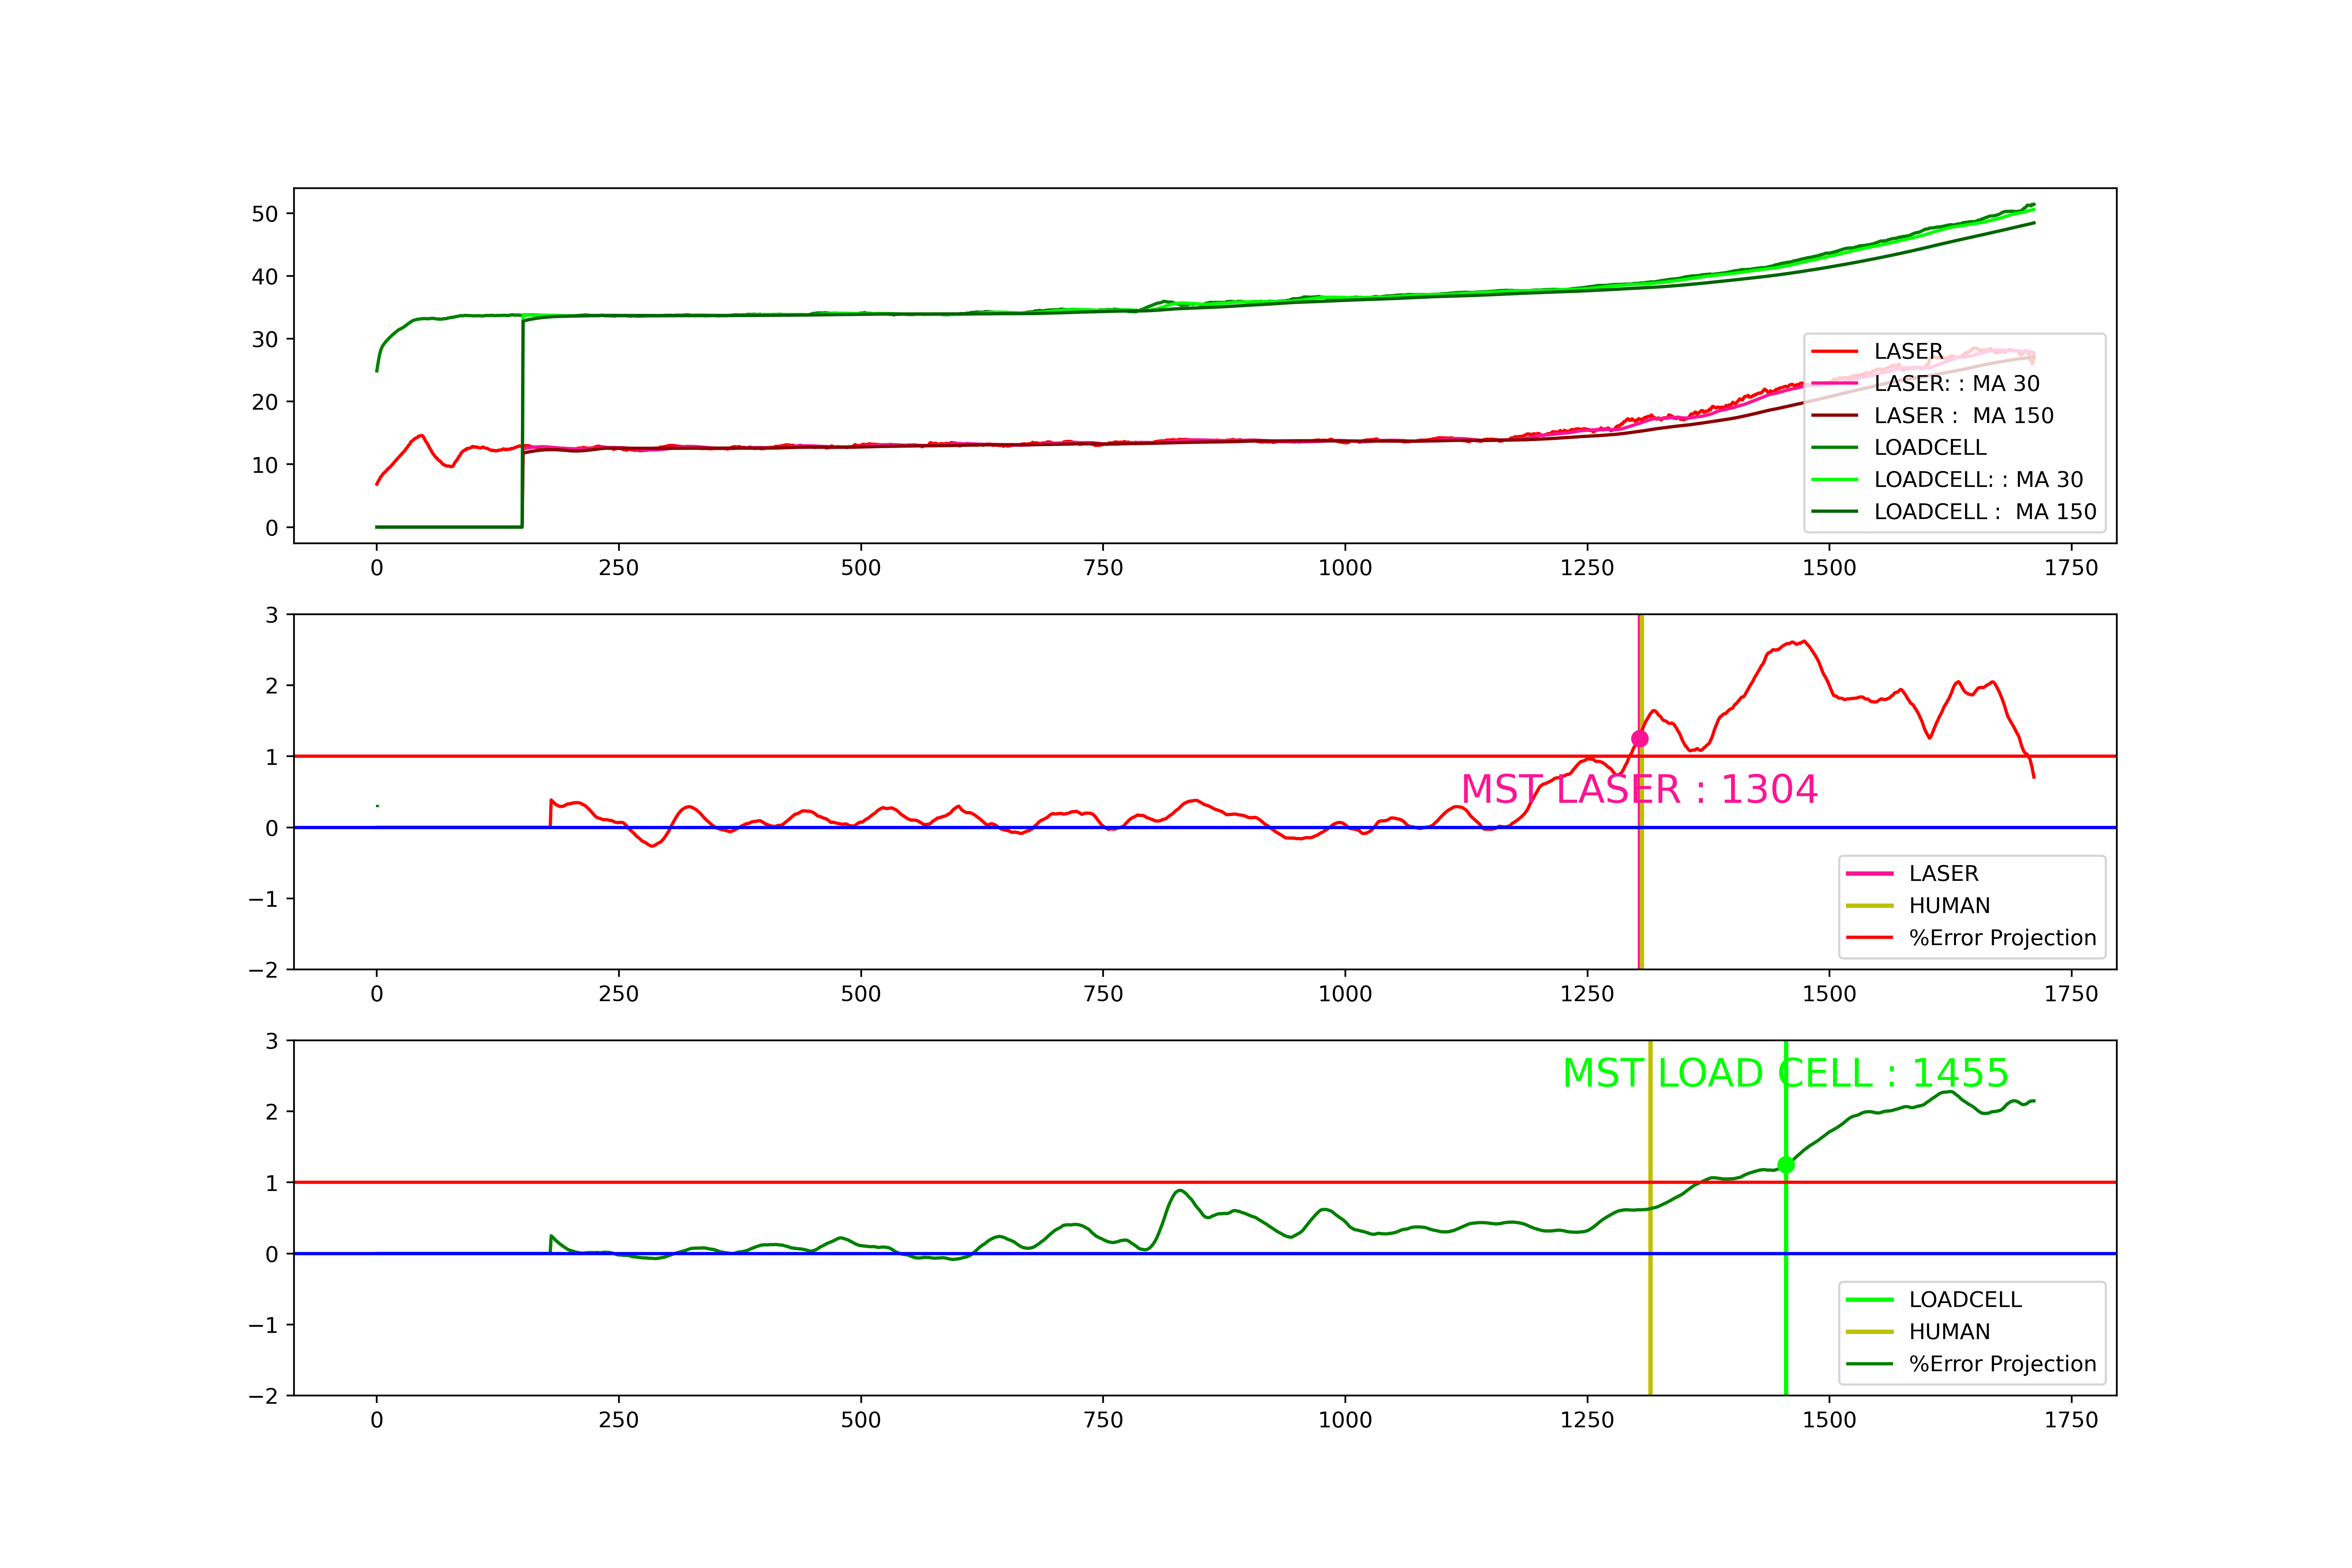 50
40
30
20
10
0
LASER
LASER: : MA 30
LASER :  MA 150
LOADCELL
LOADCELL: : MA 30
LOADCELL :  MA 150
0 250 500 750 1000 1250 1500 1750
3
2
1
0
−1
−2
MST LASER : 1304
LASER
HUMAN
%Error Projection
0 250 500 750 1000 1250 1500 1750
3
2
1
0
−1
−2
MST LOAD CELL : 1455
LOADCELL
HUMAN
%Error Projection
0 250 500 750 1000 1250 1500 1750